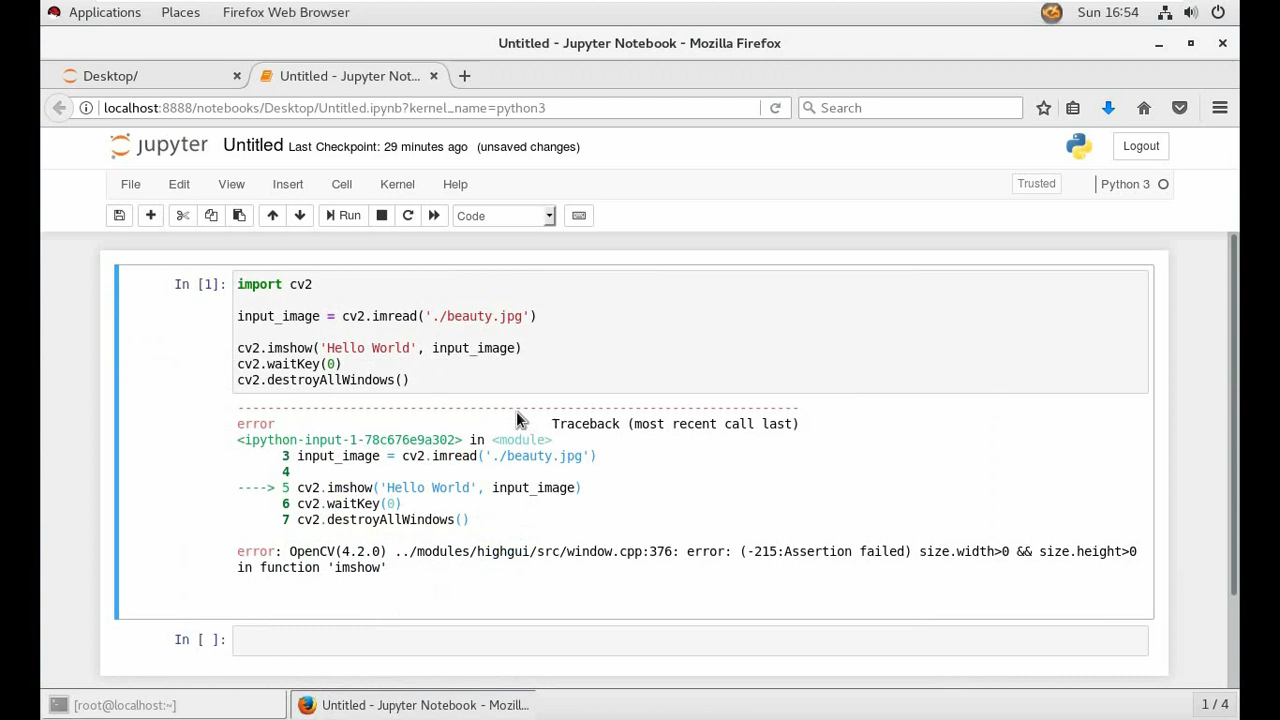 Applications Places Firefox Web Browser Sun 16:54
Untitled - Jupyter Notebook - Mozilla Firefox
Desktop/ Untitled - Jupyter Not...
localhost:8888/notebooks/Desktop/Untitled.ipynb?kernel_name=python3 Search
jupyter Untitled Last Checkpoint: 29 minutes ago (unsaved changes) Logout
File Edit View Insert Cell Kernel Help Trusted Python 3
Run Code
In [1]: import cv2
input_image = cv2.imread('./beauty.jpg')
cv2.imshow('Hello World', input_image)
cv2.waitKey(0)
cv2.destroyAllWindows()
---------------------------------------------------------------------------
error Traceback (most recent call last)
<ipython-input-1-78c676e9a302> in <module>
3 input_image = cv2.imread('./beauty.jpg')
4
----> 5 cv2.imshow('Hello World', input_image)
6 cv2.waitKey(0)
7 cv2.destroyAllWindows()
error: OpenCV(4.2.0) ../modules/highgui/src/window.cpp:376: error: (-215:Assertion failed) size.width>0 && size.height>0
in function 'imshow'
In [ ]:
[root@localhost:~] Untitled - Jupyter Notebook - Mozill... 1 / 4